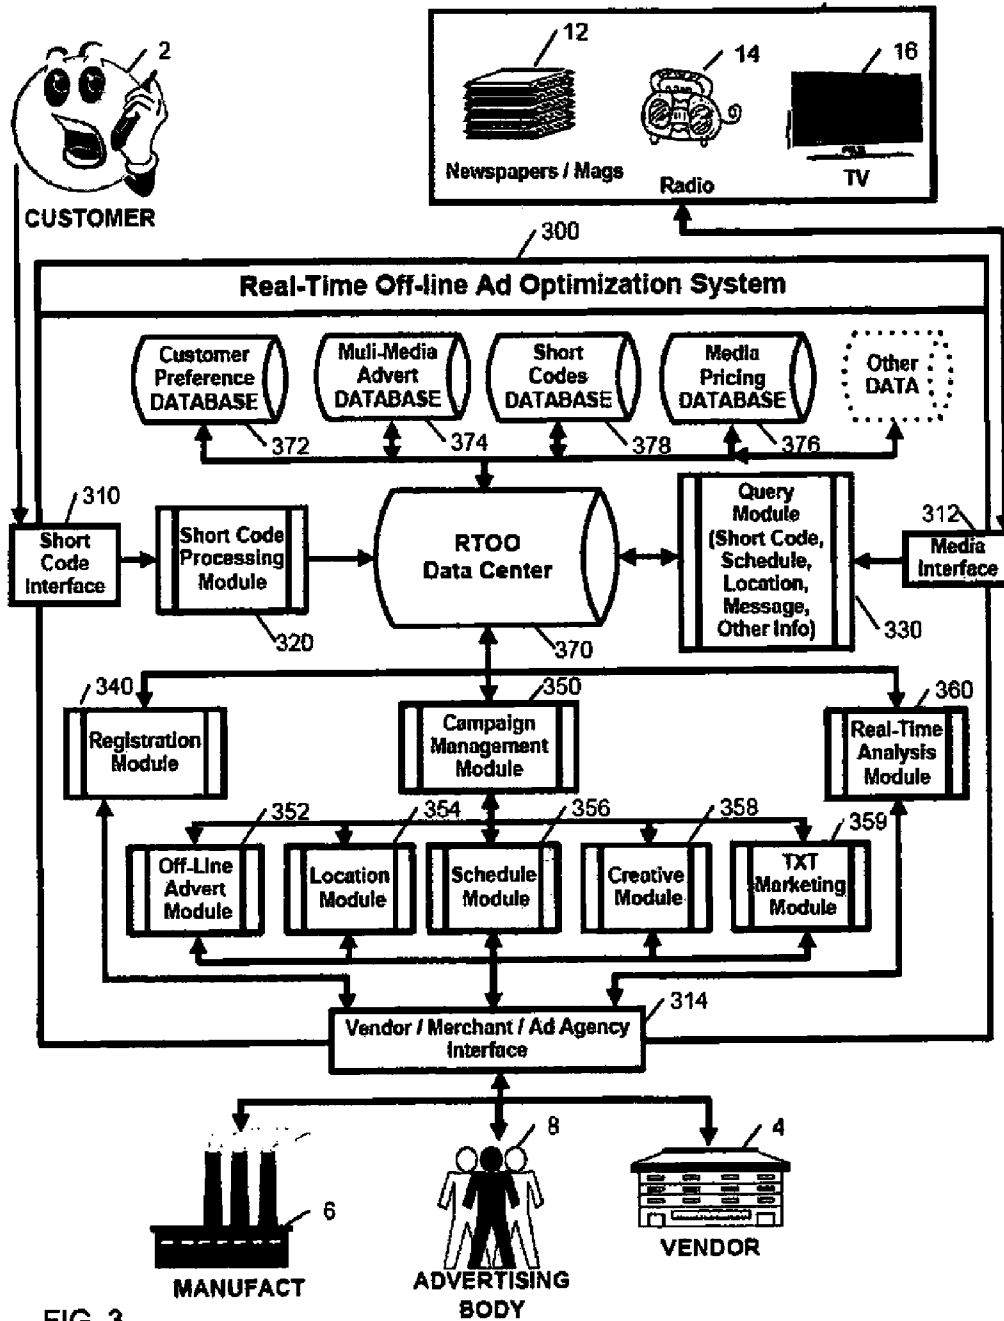 2
CUSTOMER
12
14
16
Newspapers / Mags
Radio
TV
300
Real-Time Off-line Ad Optimization System
Customer
Preference
DATABASE
372
Muli-Media
Advert
DATABASE
374
Short
Codes
DATABASE
378
Media
Pricing
DATABASE
376
Other
DATA
310
Short
Code
Interface
Short Code
Processing
Module
320
RTOO
Data Center
370
Query
Module
(Short Code,
Schedule,
Location,
Message,
Other Info)
330
312
Media
Interface
340
Registration
Module
350
Campaign
Management
Module
360
Real-Time
Analysis
Module
352
Off-Line
Advert
Module
354
Location
Module
356
Schedule
Module
358
Creative
Module
359
TXT
Marketing
Module
314
Vendor / Merchant / Ad Agency
Interface
6
MANUFACT
8
ADVERTISING
BODY
4
VENDOR
FIG. 3